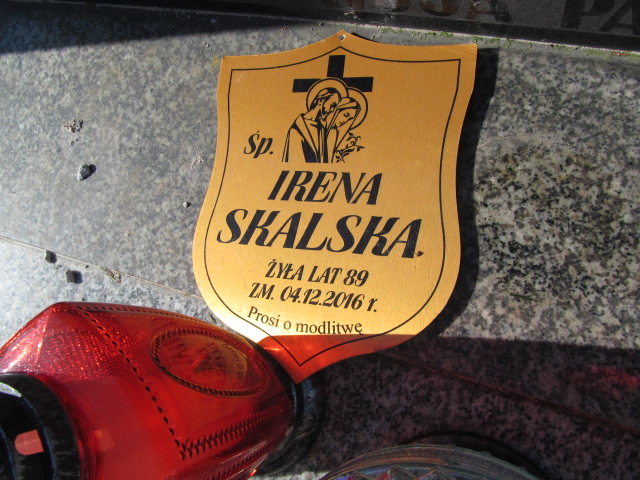 Śp.
IRENA
SKALSKA.
ŻYŁA LAT 89
ZM. 04.12.2016 r.
Prosi o modlitwę